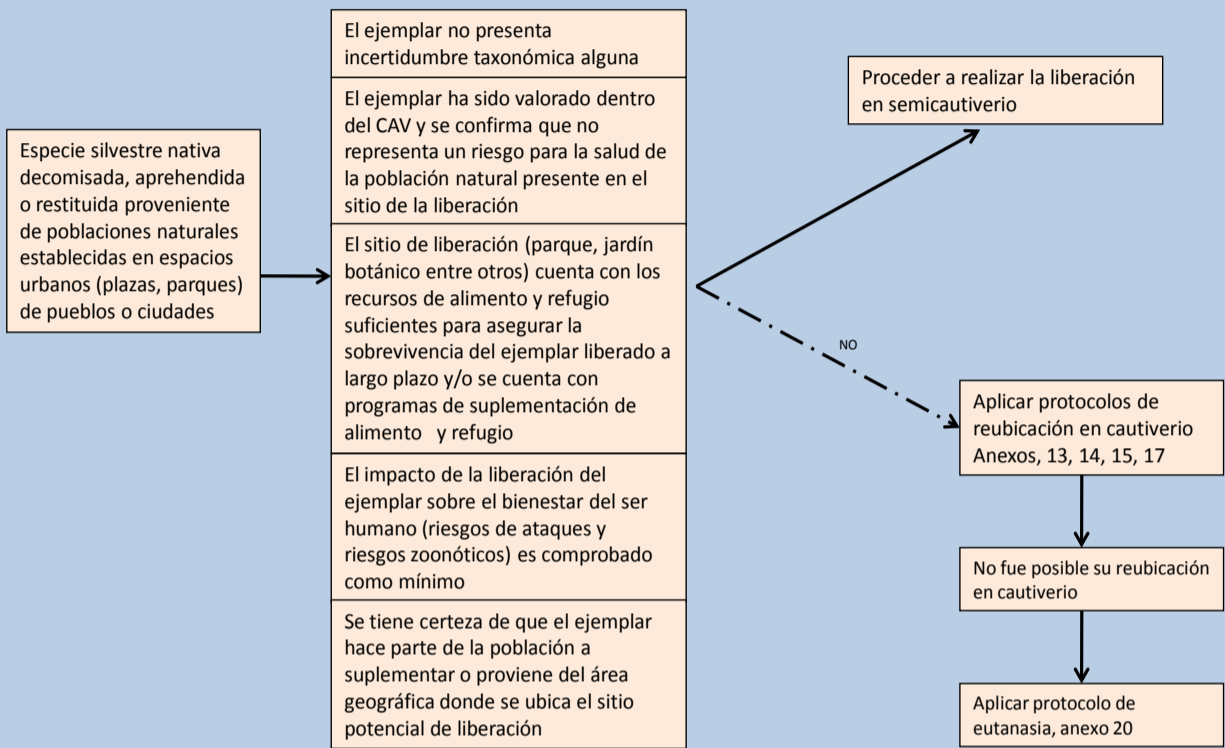 Especie silvestre nativa
decomisada, aprehendida
o restituida proveniente
de poblaciones naturales
establecidas en espacios
urbanos (plazas, parques)
de pueblos o ciudades
El ejemplar no presenta
incertidumbre taxonómica alguna
El ejemplar ha sido valorado dentro
del CAV y se confirma que no
representa un riesgo para la salud de
la población natural presente en el
sitio de la liberación
El sitio de liberación (parque, jardín
botánico entre otros) cuenta con los
recursos de alimento y refugio
suficientes para asegurar la
sobrevivencia del ejemplar liberado a
largo plazo y/o se cuenta con
programas de suplementación de
alimento y refugio
El impacto de la liberación del
ejemplar sobre el bienestar del ser
humano (riesgos de ataques y
riesgos zoonóticos) es comprobado
como mínimo
Se tiene certeza de que el ejemplar
hace parte de la población a
suplementar o proviene del área
geográfica donde se ubica el sitio
potencial de liberación
Proceder a realizar la liberación
en semicautiverio
NO
Aplicar protocolos de
reubicación en cautiverio
Anexos, 13, 14, 15, 17
No fue posible su reubicación
en cautiverio
Aplicar protocolo de
eutanasia, anexo 20